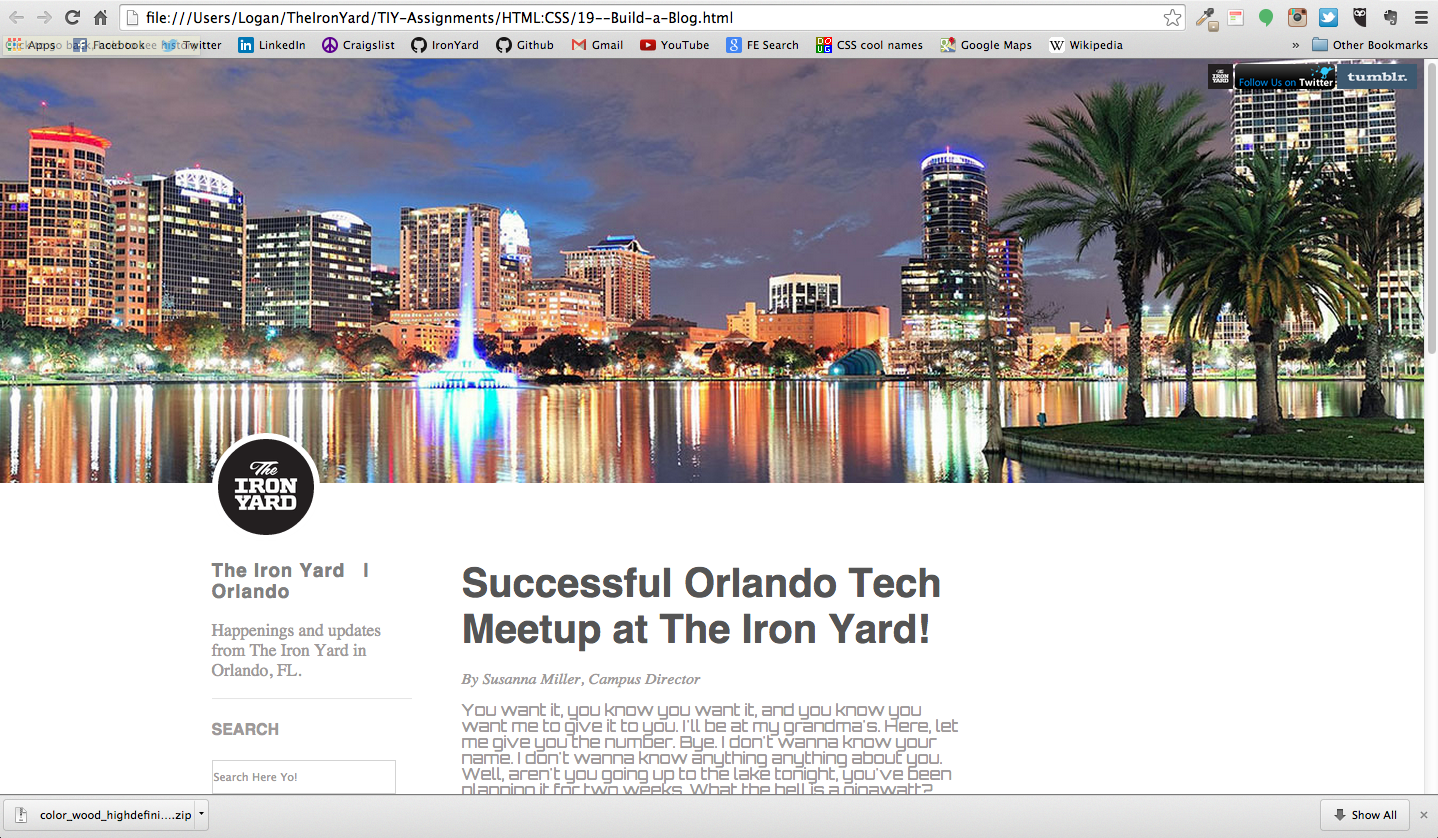 file:///Users/Logan/TheIronYard/TIY-Assignments/HTML:CSS/19--Build-a-Blog.html
Apps Facebook Twitter LinkedIn Craigslist IronYard Github Gmail YouTube FE Search CSS cool names Google Maps Wikipedia » Other Bookmarks
The IRON YARD Follow Us on Twitter tumblr.
The
IRON
YARD
The Iron Yard | Orlando
Successful Orlando Tech
Meetup at The Iron Yard!
Happenings and updates
from The Iron Yard in
Orlando, FL.
By Susanna Miller, Campus Director
SEARCH
Search Here Yo!
You want it, you know you want it, and you know you
want me to give it to you. I'll be at my grandma's. Here, let
me give you the number. Bye. I don't wanna know your
name. I don't wanna know anything anything about you.
Well, aren't you going up to the lake tonight, you've been
planning it for two weeks. What the hell is a gigawatt?
color_wood_highdefini....zip
Show All